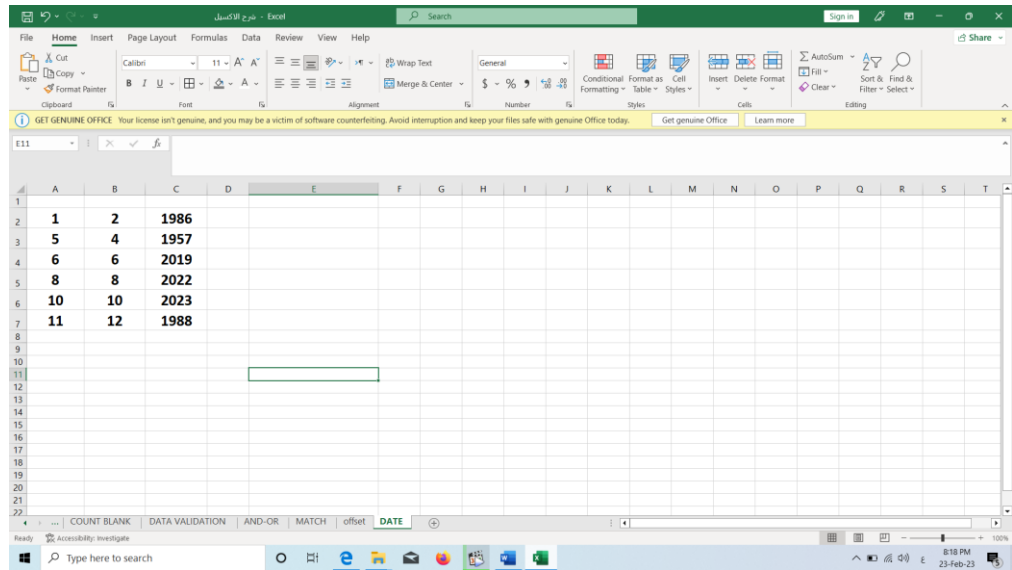 شرح الاكسيل - Excel
Search
Sign in
File Home Insert Page Layout Formulas Data Review View Help
Share
Paste
Cut
Copy
Format Painter
Clipboard
Calibri 11 A^ A˅
B I U A
Font
Wrap Text
Merge & Center
Alignment
General
$ % 9
Number
Conditional Formatting
Format as Table
Cell Styles
Styles
Insert Delete Format
Cells
AutoSum
Fill
Clear
Sort & Filter
Find & Select
Editing
GET GENUINE OFFICE Your license isn't genuine, and you may be a victim of software counterfeiting. Avoid interruption and keep your files safe with genuine Office today. Get genuine Office Learn more
E11 fx
A B C D E F G H I J K L M N O P Q R S T
1
2 1 2 1986
3 5 4 1957
4 6 6 2019
5 8 8 2022
6 10 10 2023
7 11 12 1988
8
9
10
11
12
13
14
15
16
17
18
19
20
21
22
... COUNT BLANK DATA VALIDATION AND-OR MATCH offset DATE
Ready Accessibility: Investigate 100%
Type here to search
ع 8:18 PM
23-Feb-23
5